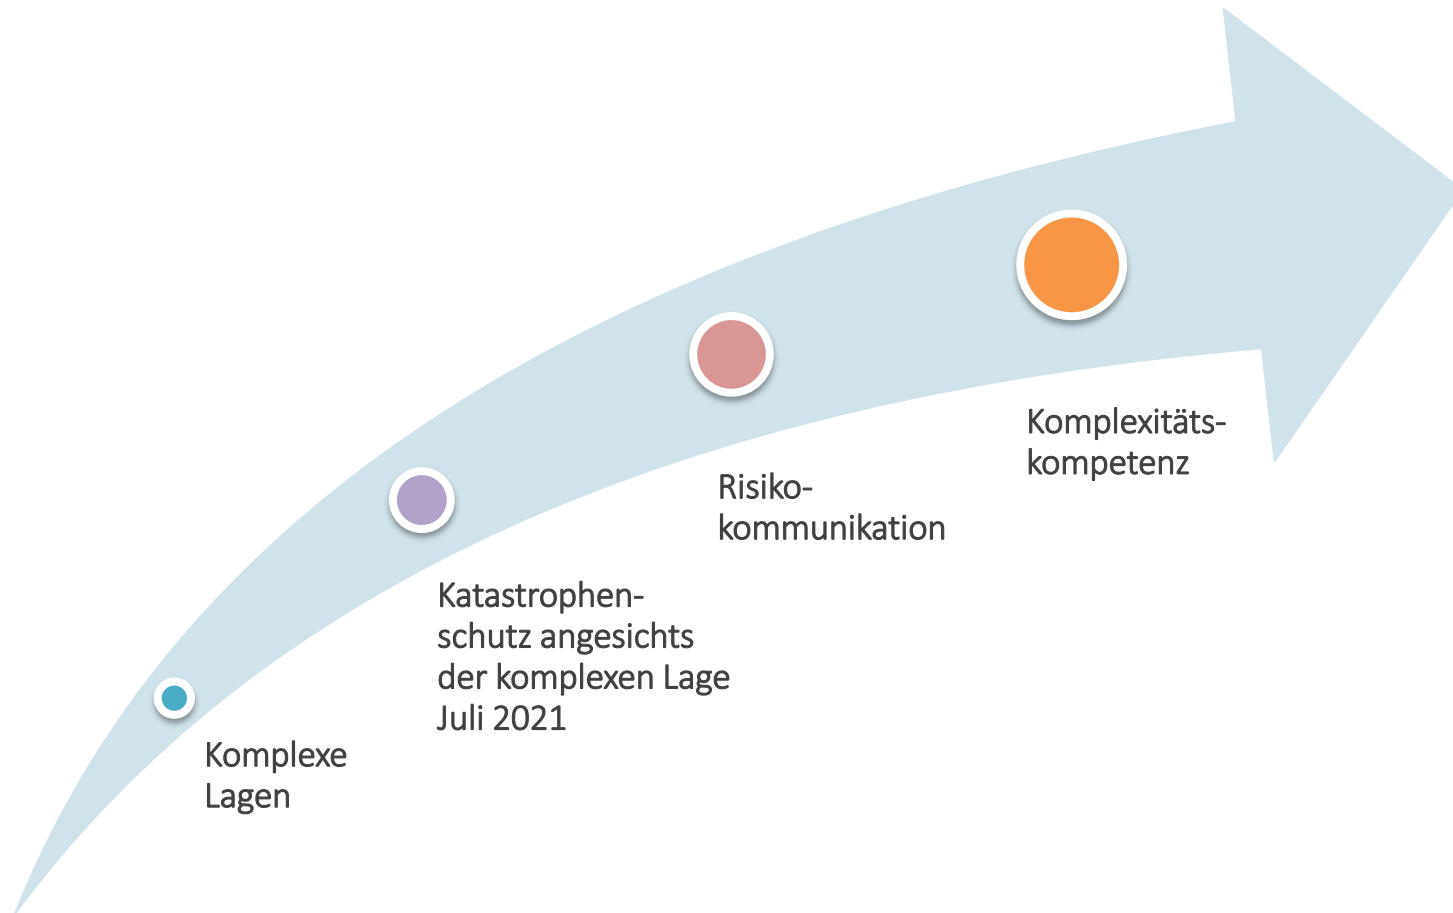 Komplexe
Lagen
Katastrophen-
schutz angesichts
der komplexen Lage
Juli 2021
Risiko-
kommunikation
Komplexitäts-
kompetenz